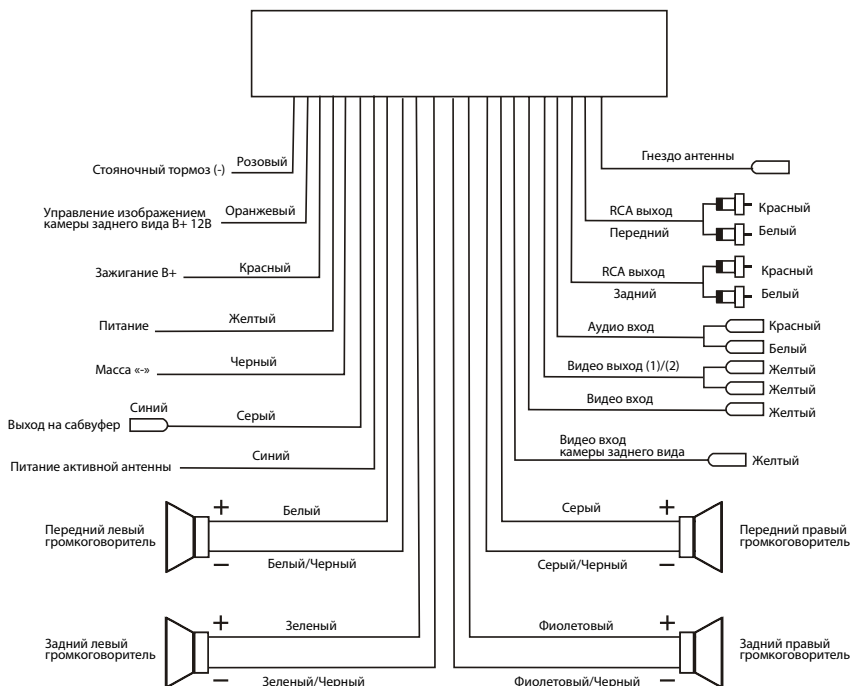 Стояночный тормоз (-)
Розовый
Управление изображением
камеры заднего вида В+ 12В
Оранжевый
Зажигание В+
Красный
Питание
Желтый
Масса «-»
Черный
Выход на сабвуфер
Синий
Серый
Питание активной антенны
Синий
Передний левый
громкоговоритель
+
Белый
–
Белый/Черный
Задний левый
громкоговоритель
+
Зеленый
–
Зеленый/Черный
Гнездо антенны
RCA выход
Передний
Красный
Белый
RCA выход
Задний
Красный
Белый
Аудио вход
Красный
Белый
Видео выход (1)/(2)
Желтый
Желтый
Видео вход
Желтый
Видео вход
камеры заднего вида
Желтый
Серый
+
Серый/Черный
–
Передний правый
громкоговоритель
Фиолетовый
+
Фиолетовый/Черный
–
Задний правый
громкоговоритель